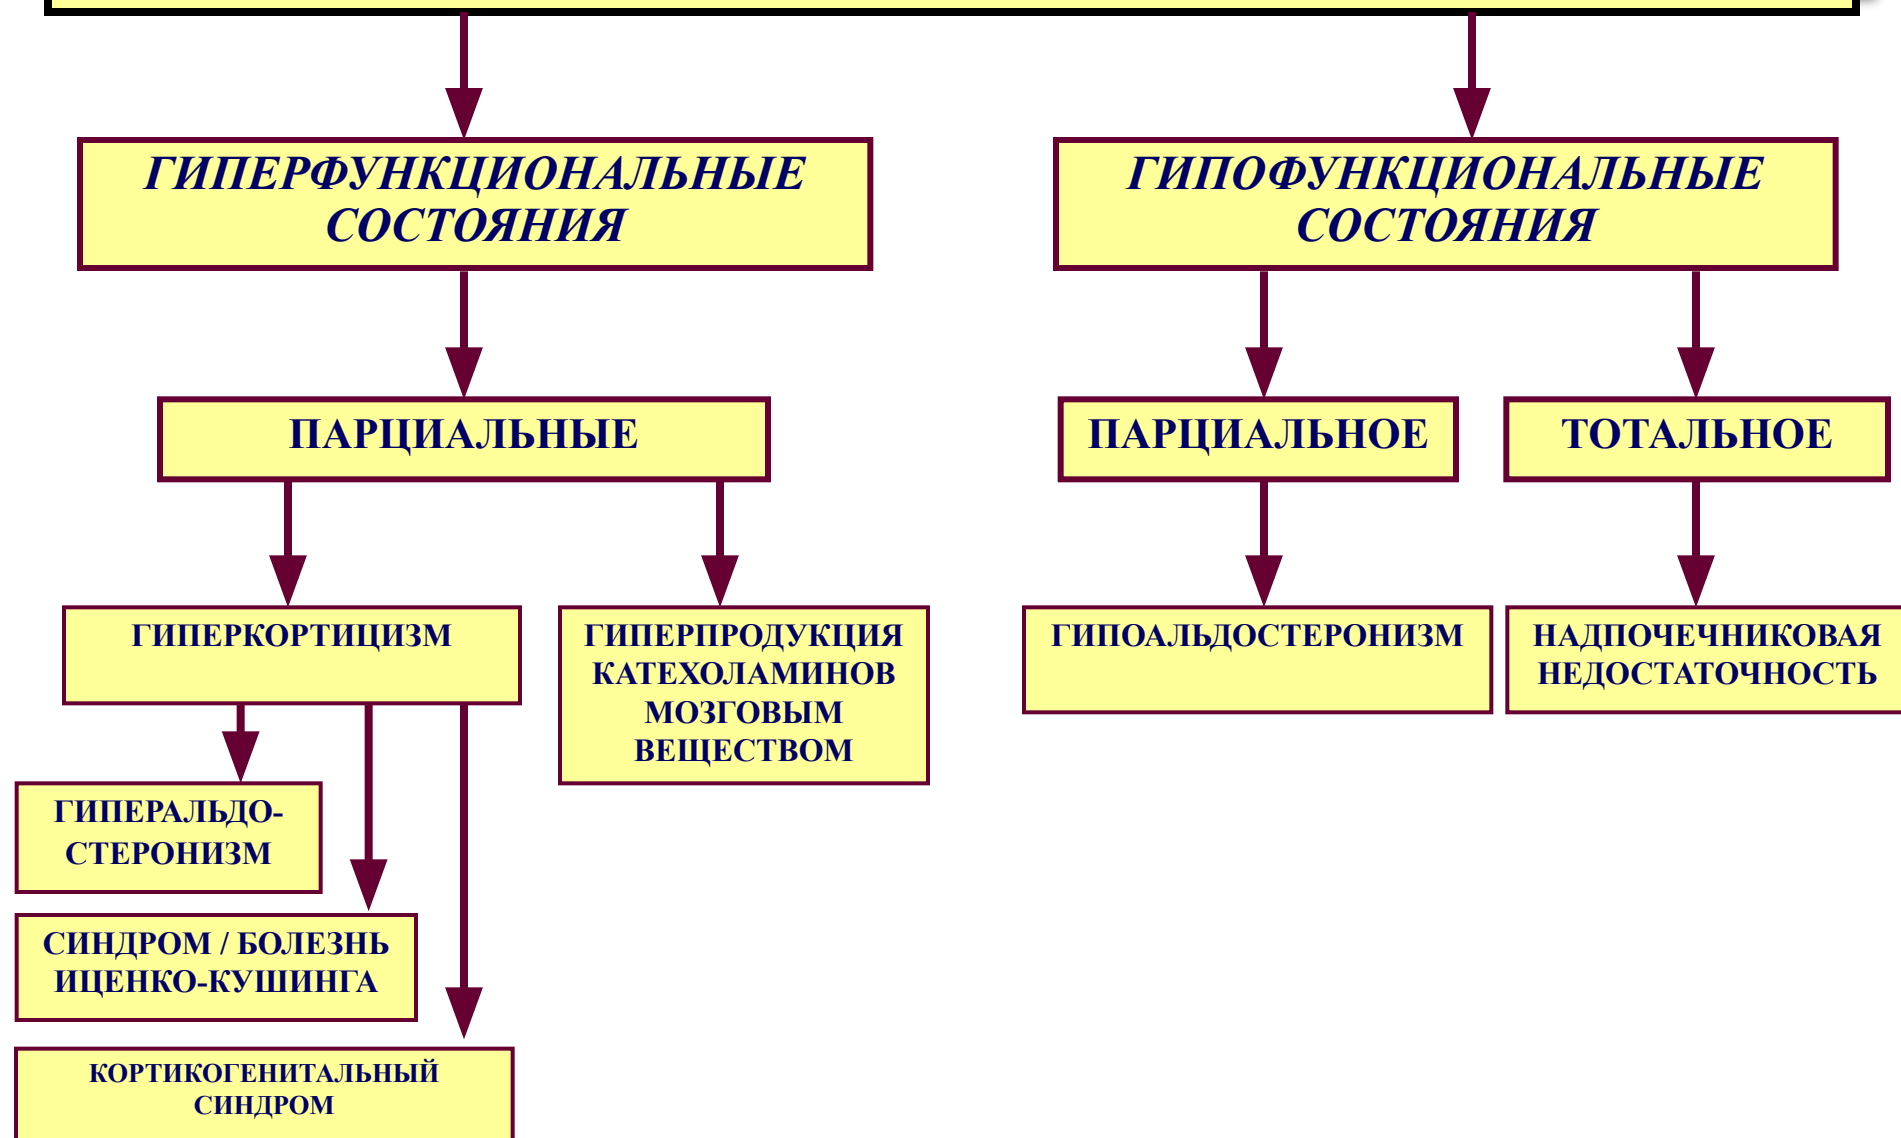 ГИПЕРФУНКЦИОНАЛЬНЫЕ
СОСТОЯНИЯ
ГИПОФУНКЦИОНАЛЬНЫЕ
СОСТОЯНИЯ
ПАРЦИАЛЬНЫЕ
ПАРЦИАЛЬНОЕ
ТОТАЛЬНОЕ
ГИПЕРКОРТИЦИЗМ
ГИПЕРПРОДУКЦИЯ
КАТЕХОЛАМИНОВ
МОЗГОВЫМ
ВЕЩЕСТВОМ
ГИПОАЛЬДОСТЕРОНИЗМ
НАДПОЧЕЧНИКОВАЯ
НЕДОСТАТОЧНОСТЬ
ГИПЕРАЛЬДО-
СТЕРОНИЗМ
СИНДРОМ / БОЛЕЗНЬ
ИЦЕНКО-КУШИНГА
КОРТИКОГЕНИТАЛЬНЫЙ
СИНДРОМ